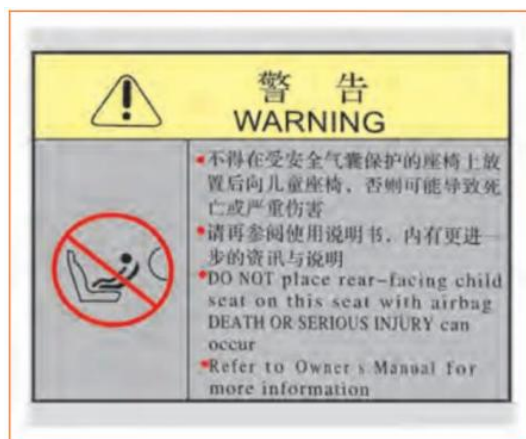 警 告
WARNING
•不得在受安全气囊保护的座椅上放
置后向儿童座椅，否则可能导致死
亡或严重伤害
•请再参阅使用说明书，内有更进一
步的资讯与说明
•DO NOT place rear-facing child
seat on this seat with airbag
DEATH OR SERIOUS INJURY can
occur
•Refer to Owner s Manual for
more information